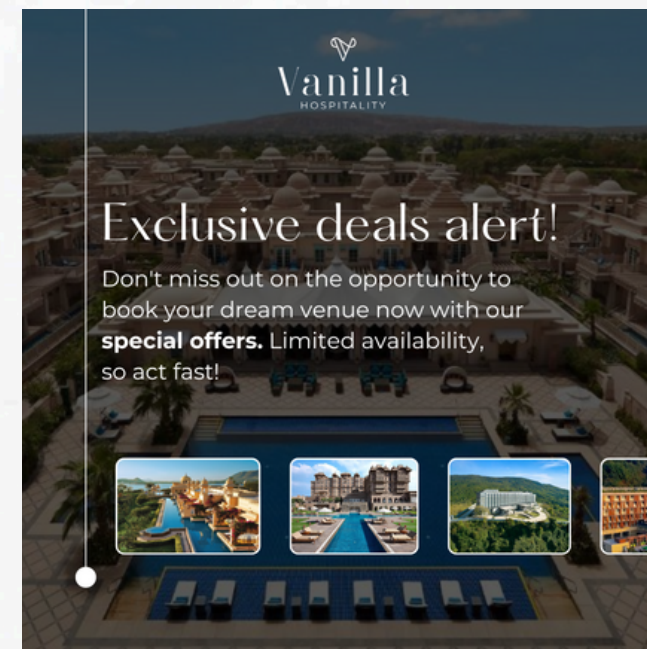 Vanilla
HOSPITALITY
Exclusive deals alert!
Don't miss out on the opportunity to
book your dream venue now with our
special offers. Limited availability,
so act fast!